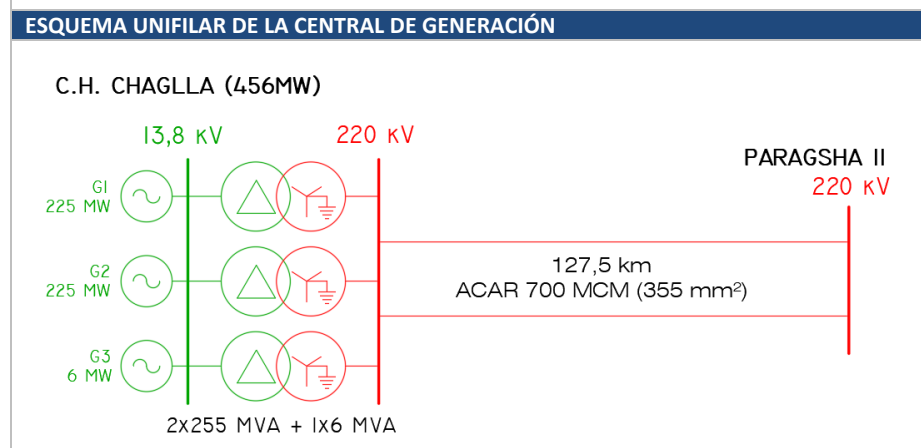 ESQUEMA UNIFILAR DE LA CENTRAL DE GENERACIÓN
C.H. CHAGLLA (456MW)
13,8 KV
220 KV
PARAGSHA II
220 KV
G1
225 MW
G2
225 MW
G3
6 MW
127,5 km
ACAR 700 MCM (355 mm²)
2x255 MVA + 1x6 MVA